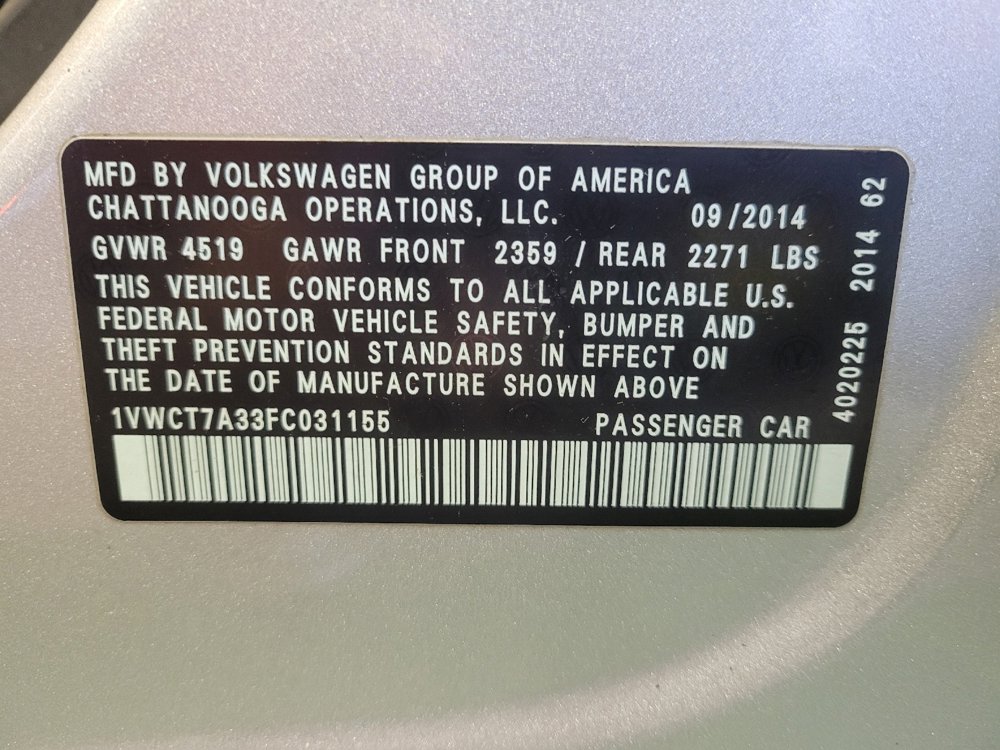 MFD BY VOLKSWAGEN GROUP OF AMERICA
CHATTANOOGA OPERATIONS, LLC. 09/2014
GVWR 4519 GAWR FRONT 2359 / REAR 2271 LBS
THIS VEHICLE CONFORMS TO ALL APPLICABLE U.S.
FEDERAL MOTOR VEHICLE SAFETY, BUMPER AND
THEFT PREVENTION STANDARDS IN EFFECT ON
THE DATE OF MANUFACTURE SHOWN ABOVE
1VWCT7A33FC031155 PASSENGER CAR
4020225 2014 62